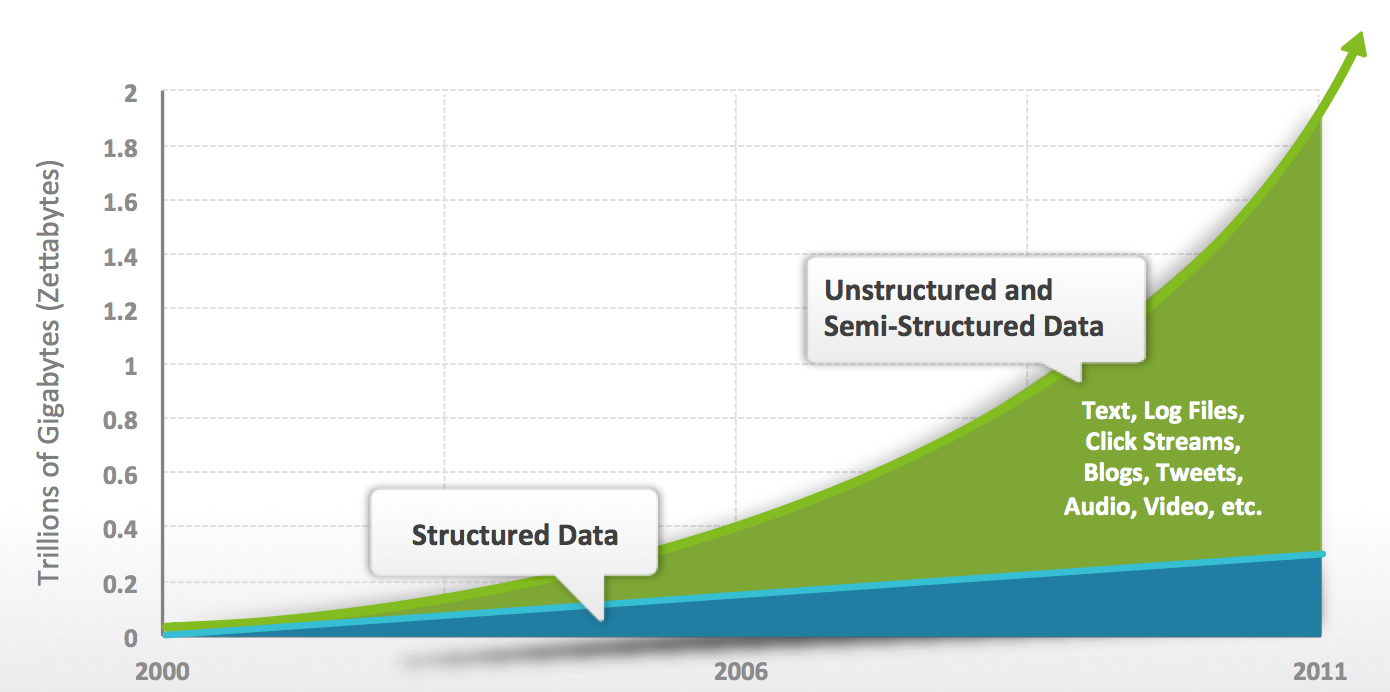 Trillions of Gigabytes (Zettabytes)
2
1.8
1.6
1.4
1.2
1
0.8
0.6
0.4
0.2
0
Unstructured and
Semi-Structured Data
Text, Log Files,
Click Streams,
Blogs, Tweets,
Audio, Video, etc.
Structured Data
2000
2006
2011